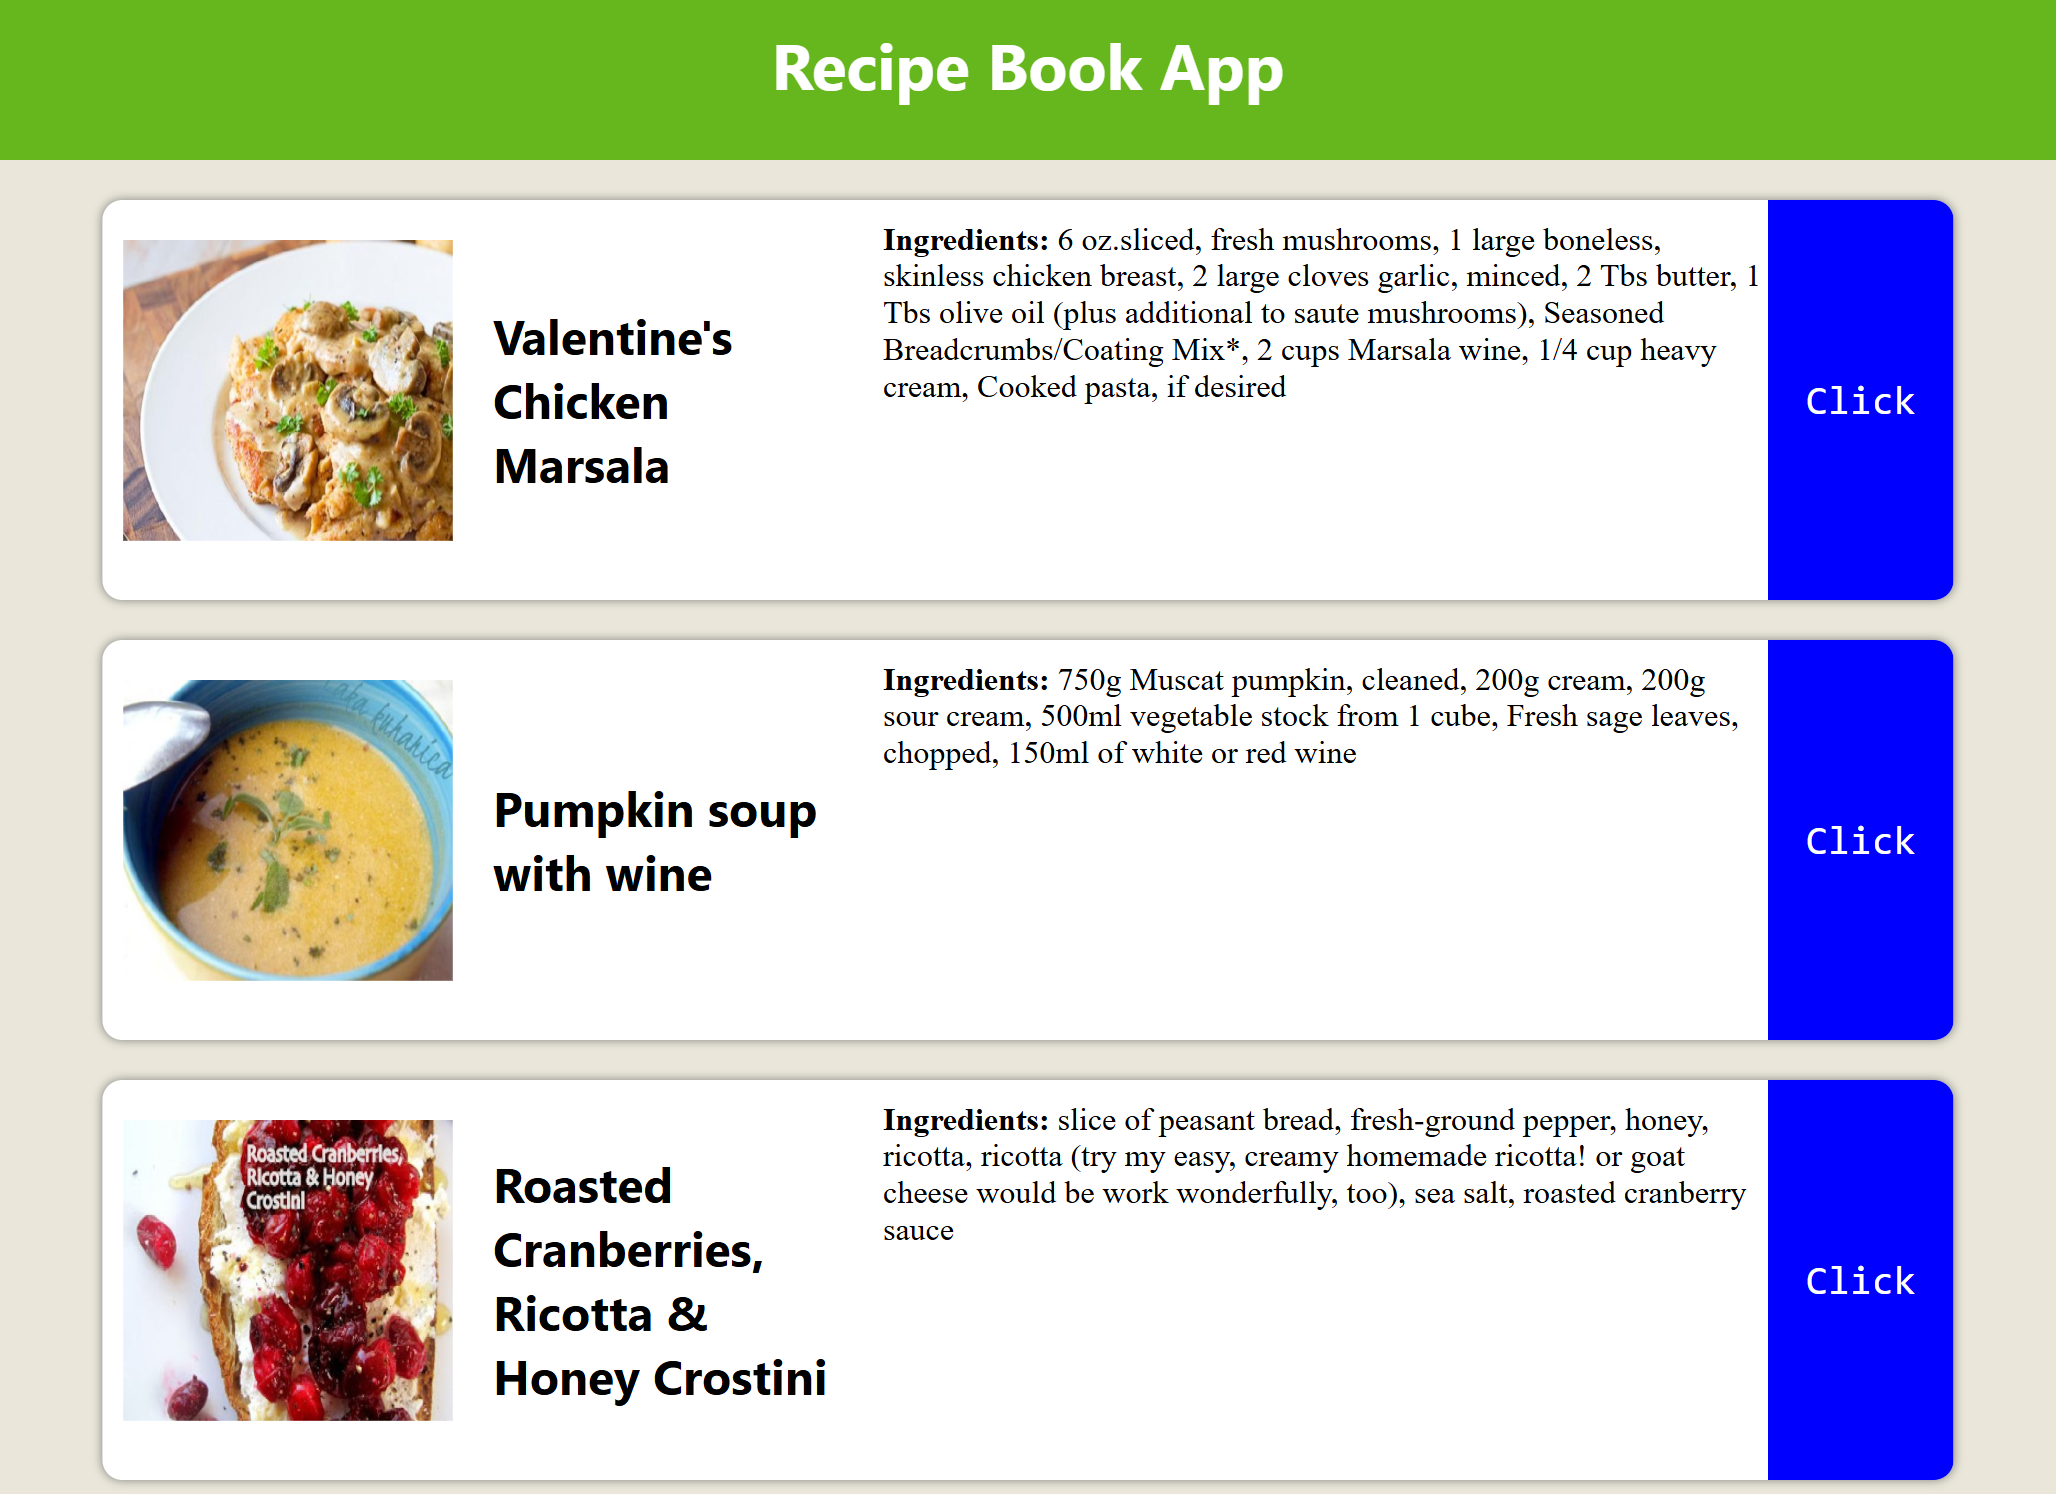 Recipe Book App
Valentine's
Chicken
Marsala
Ingredients: 6 oz.sliced, fresh mushrooms, 1 large boneless,
skinless chicken breast, 2 large cloves garlic, minced, 2 Tbs butter, 1
Tbs olive oil (plus additional to saute mushrooms), Seasoned
Breadcrumbs/Coating Mix*, 2 cups Marsala wine, 1/4 cup heavy
cream, Cooked pasta, if desired
Click
Laka kuharica
Pumpkin soup
with wine
Ingredients: 750g Muscat pumpkin, cleaned, 200g cream, 200g
sour cream, 500ml vegetable stock from 1 cube, Fresh sage leaves,
chopped, 150ml of white or red wine
Click
Roasted Cranberries,
Ricotta & Honey
Crostini
Roasted
Cranberries,
Ricotta &
Honey Crostini
Ingredients: slice of peasant bread, fresh-ground pepper, honey,
ricotta, ricotta (try my easy, creamy homemade ricotta! or goat
cheese would be work wonderfully, too), sea salt, roasted cranberry
sauce
Click